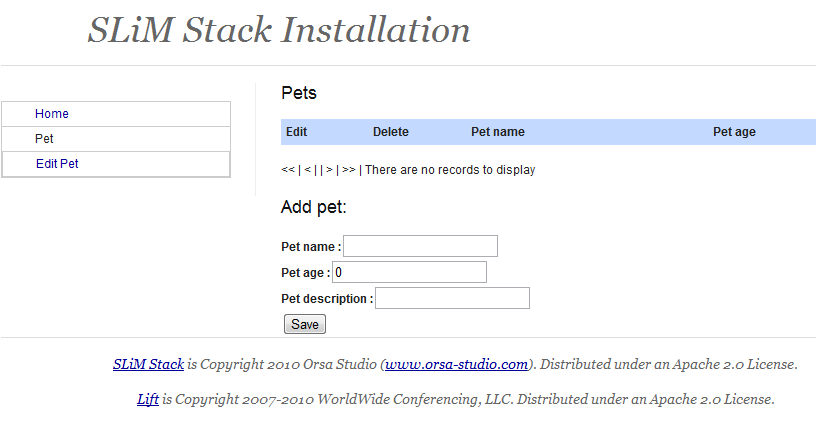 SLiM Stack Installation
Home
Pet
Edit Pet
Pets
Edit Delete Pet name Pet age
<< | < | | > | >> | There are no records to display
Add pet:
Pet name :
Pet age : 0
Pet description :
Save
SLiM Stack is Copyright 2010 Orsa Studio (www.orsa-studio.com). Distributed under an Apache 2.0 License.
Lift is Copyright 2007-2010 WorldWide Conferencing, LLC. Distributed under an Apache 2.0 License.